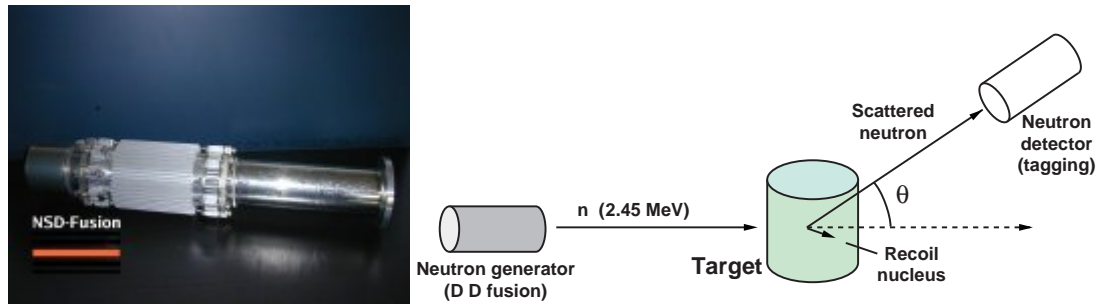 NSD-Fusion
Neutron generator
(D D fusion)
n (2.45 MeV)
Target
Recoil
nucleus
θ
Scattered
neutron
Neutron
detector
(tagging)